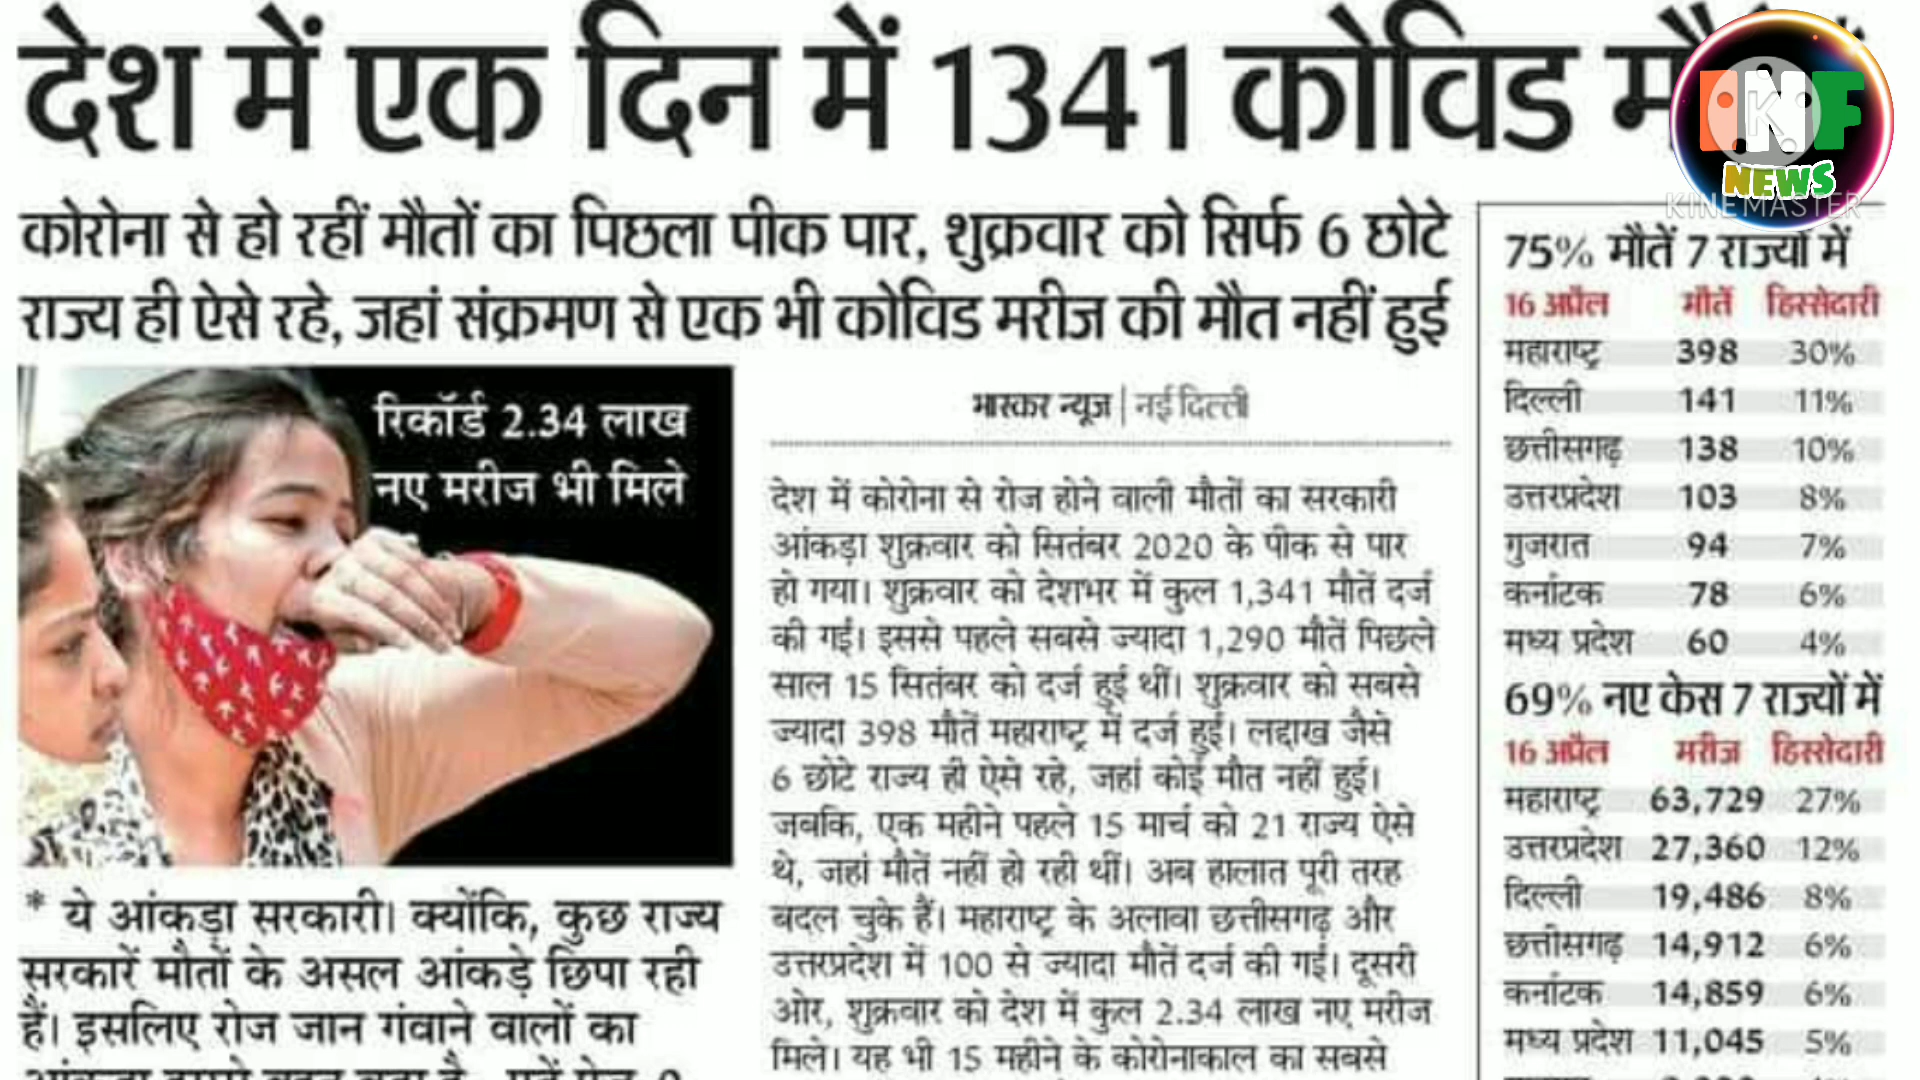 देश में एक दिन में 1341 कोविड
INF
K
NEWS
KINEMASTER
कोरोना से हो रहीं मौतों का पिछला पीक पार, शुक्रवार को सिर्फ 6 छोटे
राज्य ही ऐसे रहे, जहां संक्रमण से एक भी कोविड मरीज की मौत नहीं हुई
रिकॉर्ड 2.34 लाख
नए मरीज भी मिले
* ये आंकड़ा सरकारी। क्योंकि, कुछ राज्य
सरकारें मौतों के असल आंकड़े छिपा रही
हैं। इसलिए रोज जान गंवाने वालों का
भास्कर न्यूज | नई दिल्ली
देश में कोरोना से रोज होने वाली मौतों का सरकारी
आंकड़ा शुक्रवार को सितंबर 2020 के पीक से पार
हो गया। शुक्रवार को देशभर में कुल 1,341 मौतें दर्ज
की गईं। इससे पहले सबसे ज्यादा 1,290 मौतें पिछले
साल 15 सितंबर को दर्ज हुई थीं। शुक्रवार को सबसे
ज्यादा 398 मौतें महाराष्ट्र में दर्ज हुईं। लद्दाख जैसे
6 छोटे राज्य ही ऐसे रहे, जहां कोई मौत नहीं हुई।
जबकि, एक महीने पहले 15 मार्च को 21 राज्य ऐसे
थे, जहां मौतें नहीं हो रही थीं। अब हालात पूरी तरह
बदल चुके हैं। महाराष्ट्र के अलावा छत्तीसगढ़ और
उत्तरप्रदेश में 100 से ज्यादा मौतें दर्ज की गईं। दूसरी
ओर, शुक्रवार को देश में कुल 2.34 लाख नए मरीज
मिले। यह भी 15 महीने के कोरोनाकाल का सबसे
75% मौतें 7 राज्यों में
16 अप्रैल मौतें हिस्सेदारी
महाराष्ट्र 398 30%
दिल्ली 141 11%
छत्तीसगढ़ 138 10%
उत्तरप्रदेश 103 8%
गुजरात 94 7%
कर्नाटक 78 6%
मध्य प्रदेश 60 4%
69% नए केस 7 राज्यों में
16 अप्रैल मरीज हिस्सेदारी
महाराष्ट्र 63,729 27%
उत्तरप्रदेश 27,360 12%
दिल्ली 19,486 8%
छत्तीसगढ़ 14,912 6%
कर्नाटक 14,859 6%
मध्य प्रदेश 11,045 5%